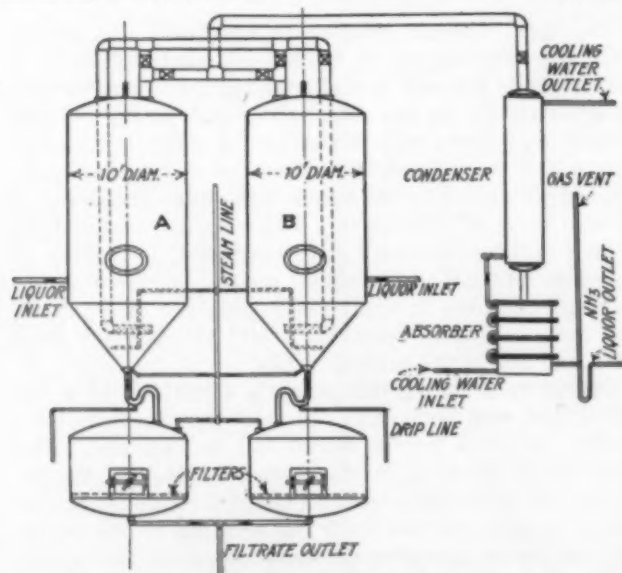 COOLING
WATER
OUTLET
10' DIAM.
10' DIAM.
CONDENSER
GAS VENT
A
B
STEAM LINE
LIQUOR
INLET
LIQUOR INLET
NH3
LIQUOR OUTLET
ABSORBER
COOLING WATER
INLET
DRIP LINE
FILTERS
FILTRATE OUTLET